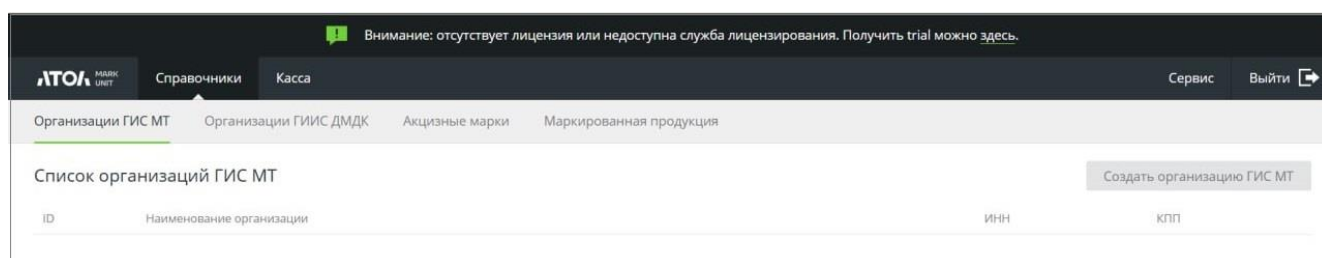 Внимание: отсутствует лицензия или недоступна служба лицензирования. Получить trial можно здесь.
АТОЛ MARK UNIT Справочники Касса Сервис Выйти
Организации ГИС МТ Организации ГИИС ДМДК Акцизные марки Маркированная продукция
Список организаций ГИС МТ Создать организацию ГИС МТ
ID Наименование организации ИНН КПП